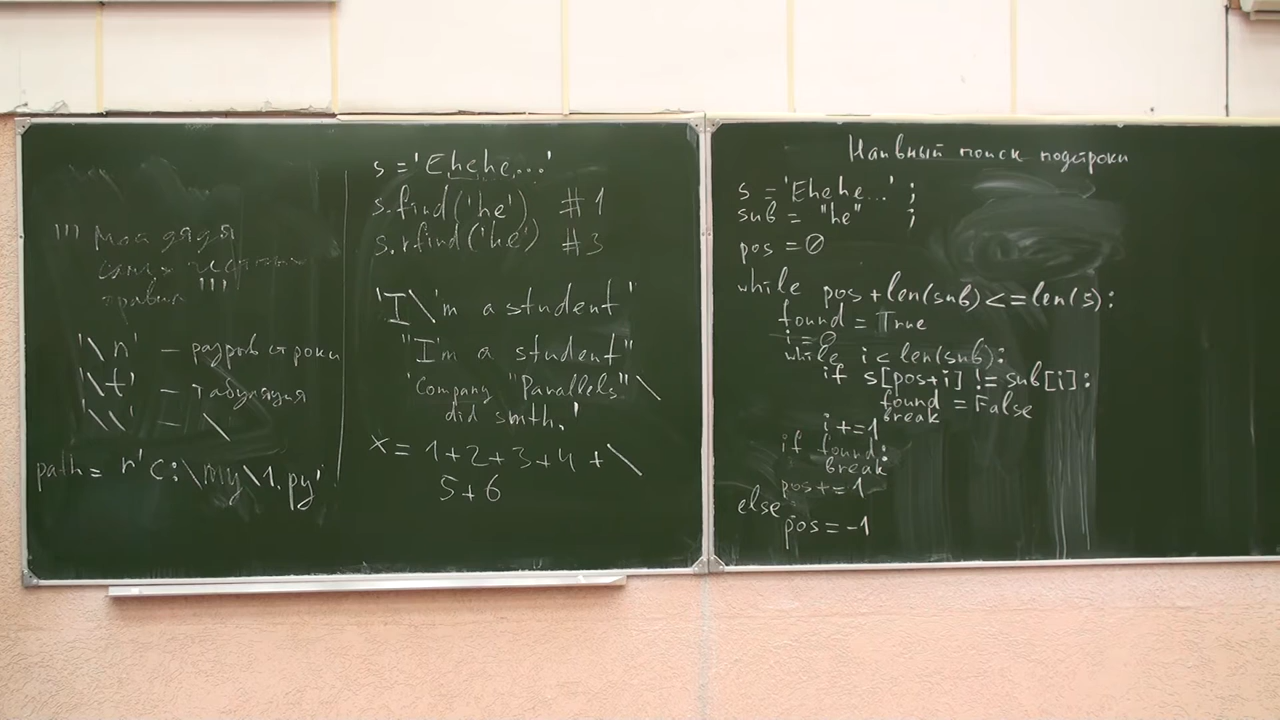 ''' Мой дядя
самых честных
правил '''
'\n' — разрыв строки
'\t' — табуляция
'\\' — \
path = r'C:\my\1.py'
s = 'Ehehe...'
s.find('he') #1
s.rfind('he') #3
'I\'m a student'
"I'm a student"
'Company "Parallels" \
did smth.'
x = 1+2+3+4+\
5+6
Наивный поиск подстроки
s = 'Ehehe...' ;
sub = "he" ;
pos = 0
while pos+len(sub)<=len(s):
found = True
i = 0
while i < len(sub):
if s[pos+i] != sub[i]:
found = False
break
i+=1
if found:
break
pos+=1
else
pos = -1